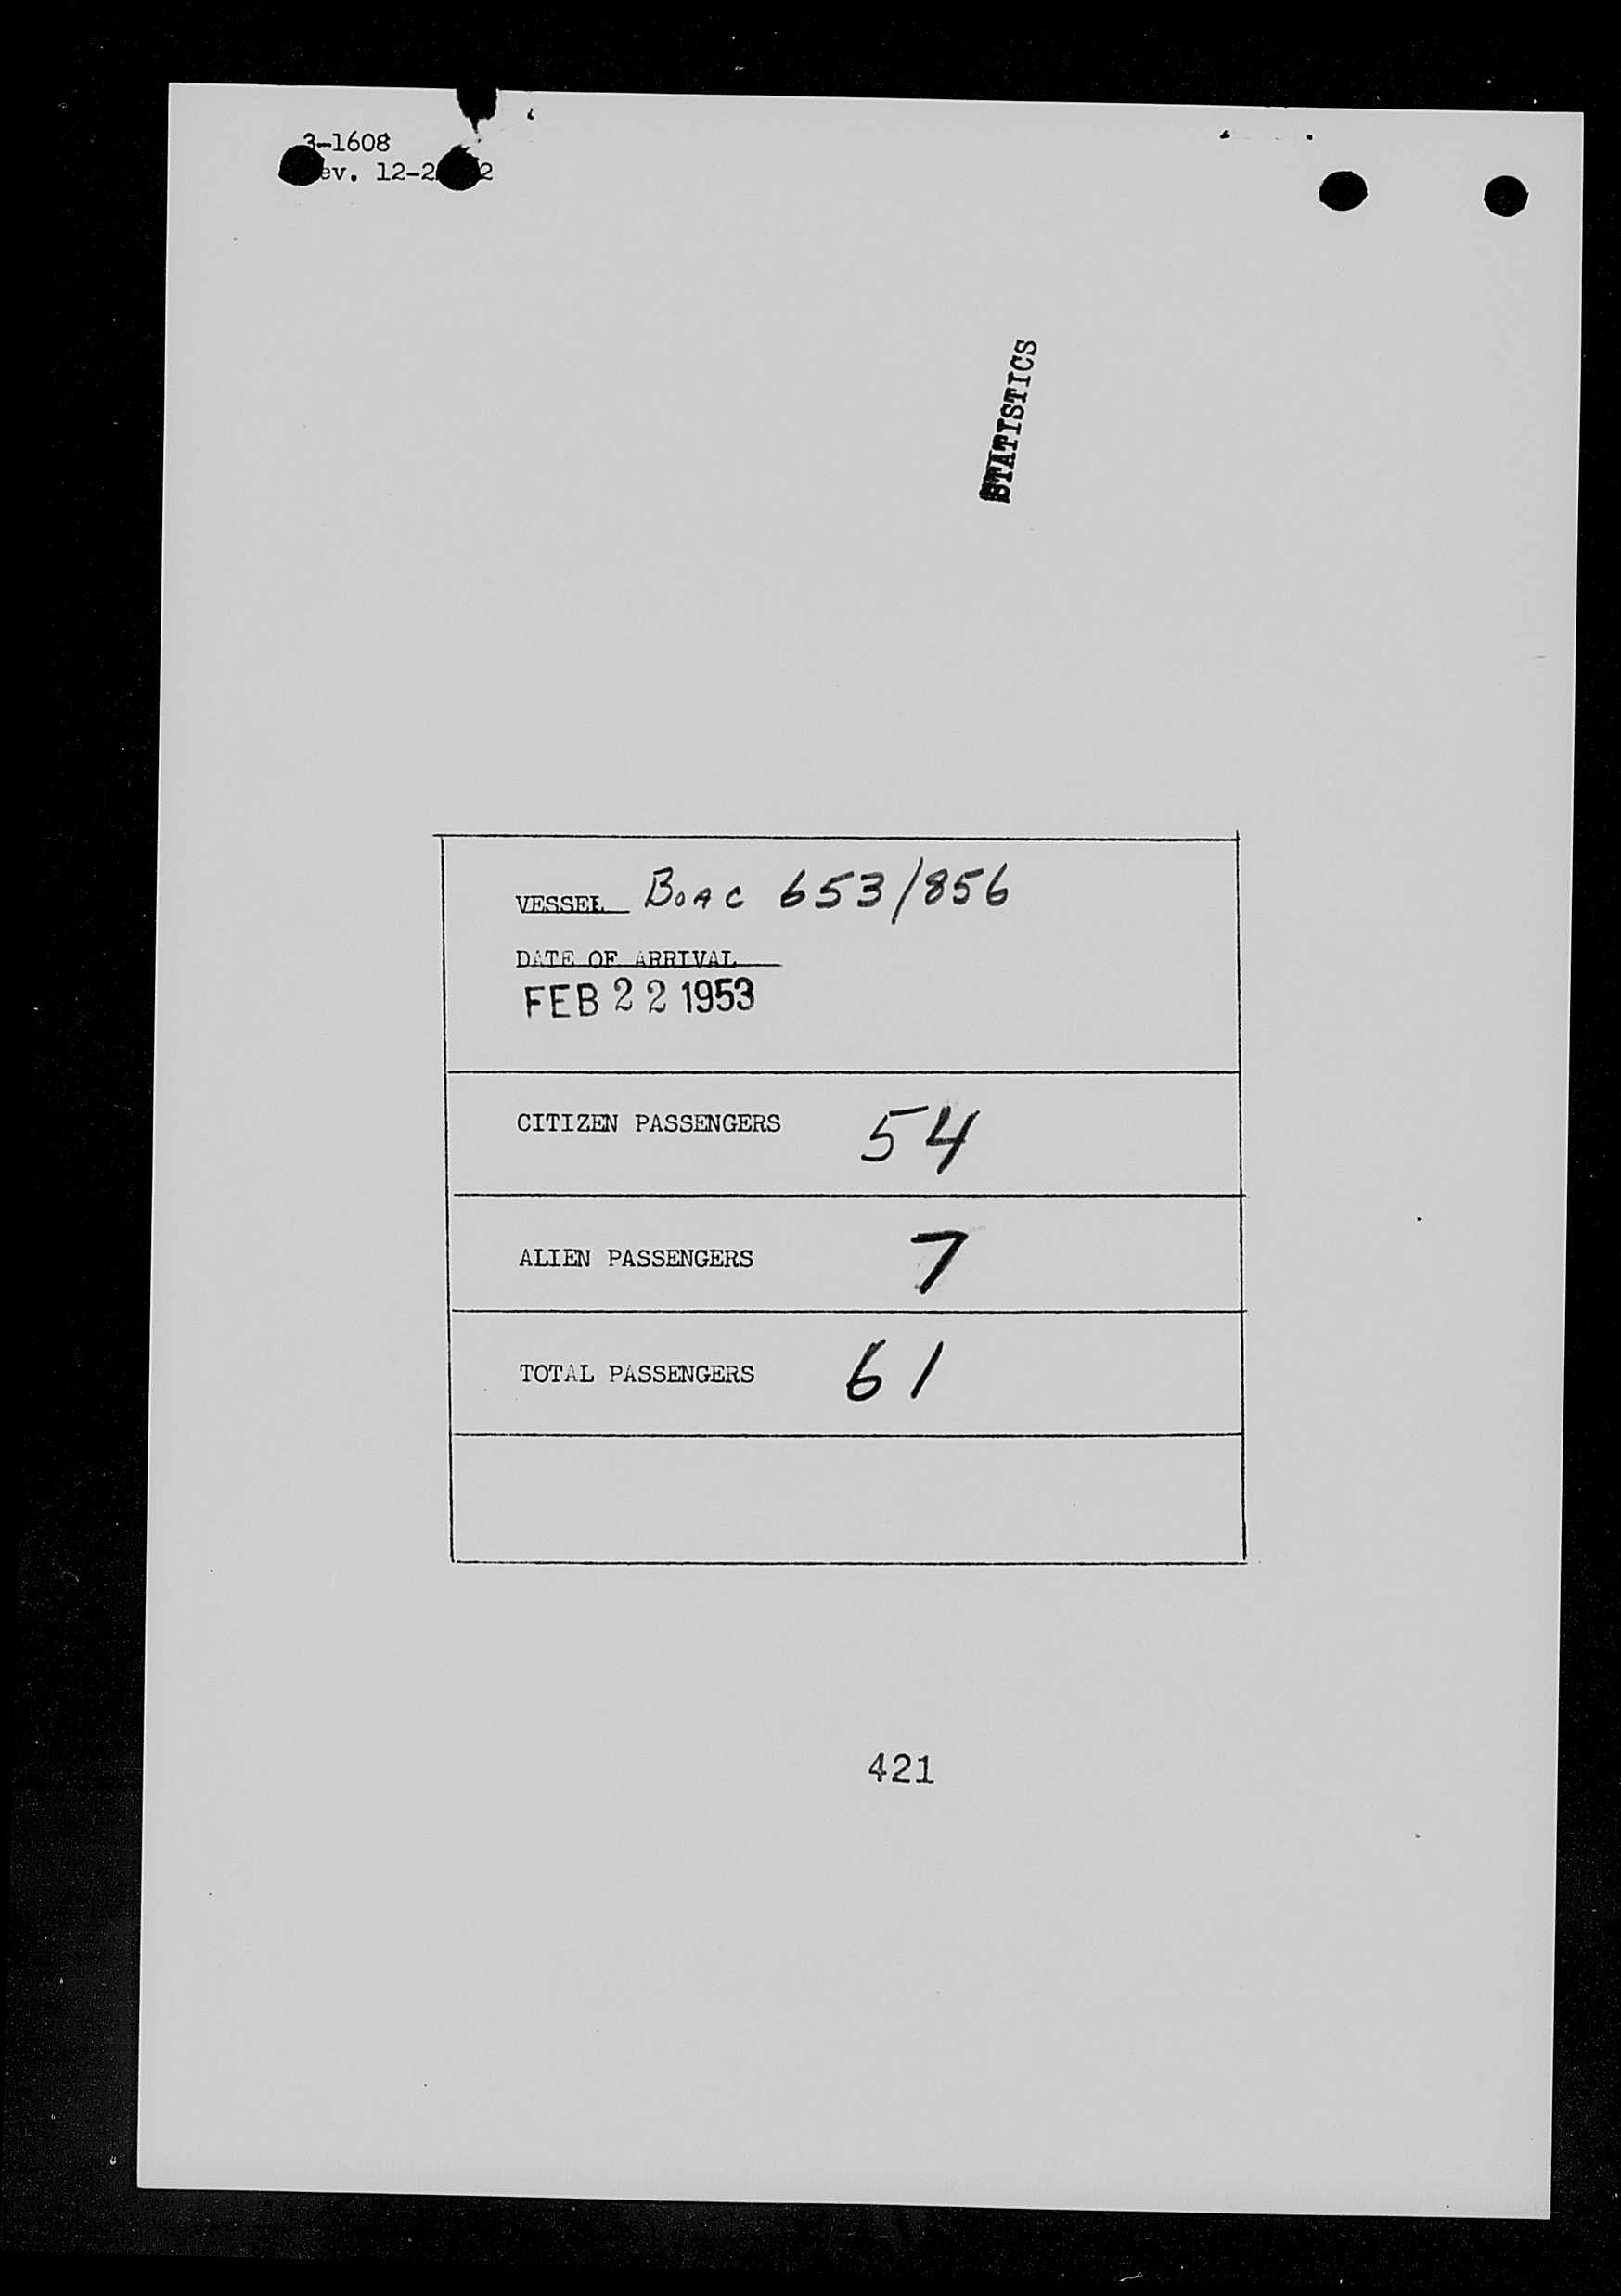 3-1608
ev. 12-2 2
STATISTICS
VESSEL BOAC 653/856
DATE OF ARRIVAL
FEB 22 1953
CITIZEN PASSENGERS 54
ALIEN PASSENGERS 7
TOTAL PASSENGERS 61
421